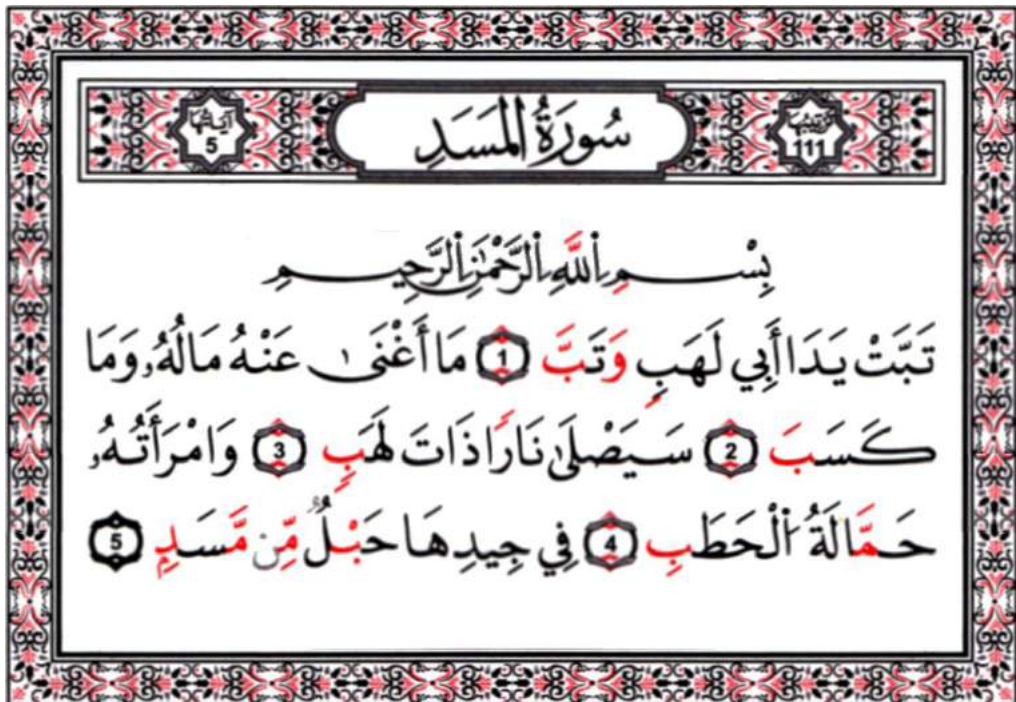 ترتيبها 111
سُورَةُ المَسَدِ
آياتها 5
بِسْمِ اللَّهِ الرَّحْمَٰنِ الرَّحِيمِ
تَبَّتْ يَدَا أَبِي لَهَبٍ وَتَبَّ 1 مَا أَغْنَىٰ عَنْهُ مَالُهُۥ وَمَا
كَسَبَ 2 سَيَصْلَىٰ نَارًا ذَاتَ لَهَبٍ 3 وَامْرَأَتُهُۥ
حَمَّالَةُ الْحَطَبِ 4 فِي جِيدِهَا حَبْلٌ مِّن مَّسَدٍ 5